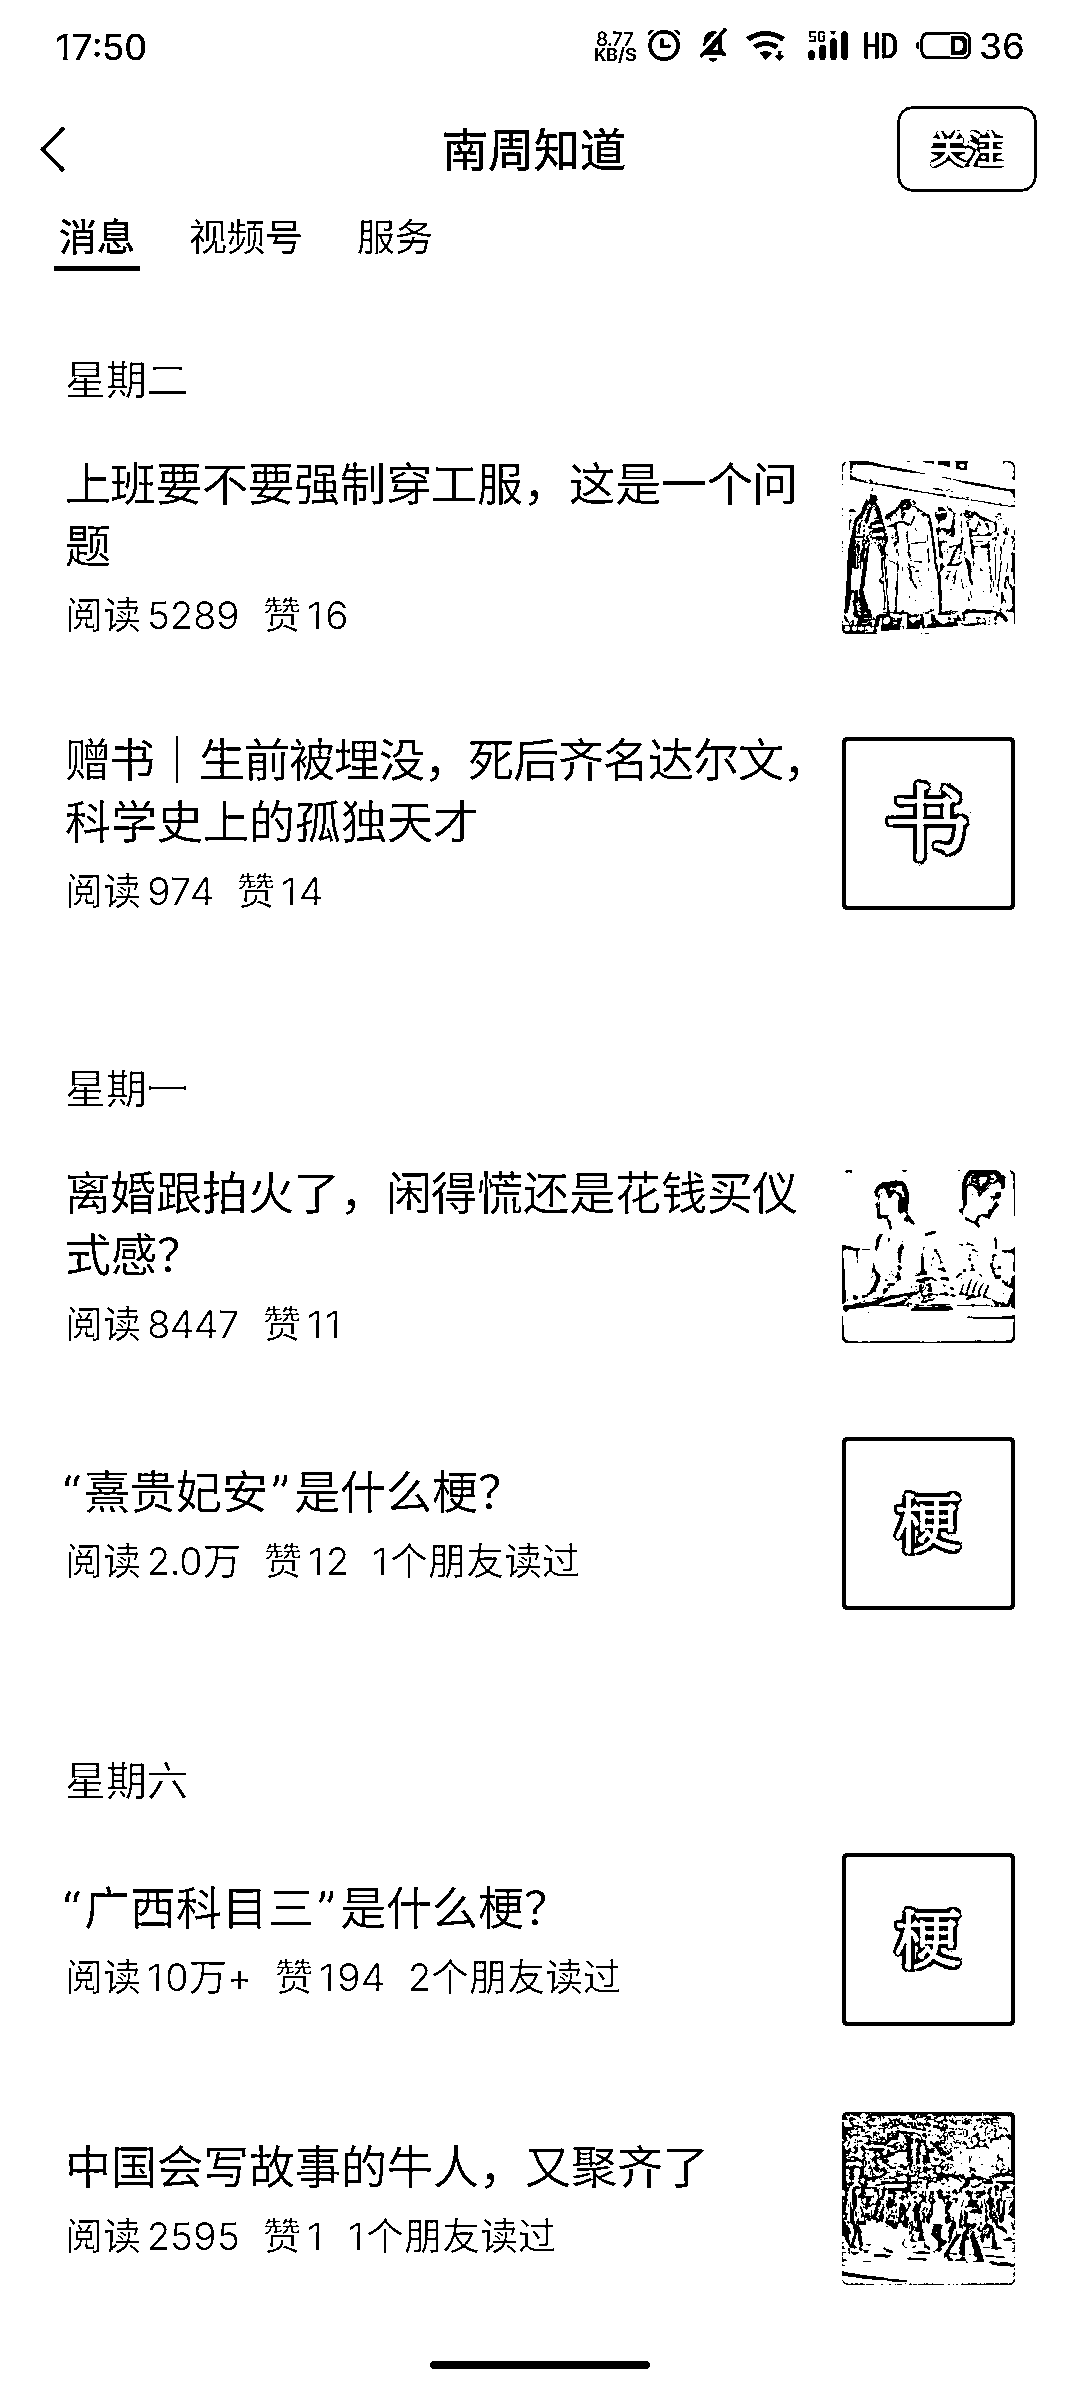 17:50 8.77 KB/S 5G HD 36
南周知道 关注
消息 视频号 服务
星期二
上班要不要强制穿工服，这是一个问
题
阅读 5289 赞 16
赠书｜生前被埋没，死后齐名达尔文，
科学史上的孤独天才
书
阅读 974 赞 14
星期一
离婚跟拍火了，闲得慌还是花钱买仪
式感？
阅读 8447 赞 11
“熹贵妃安”是什么梗？
梗
阅读 2.0万 赞 12 1个朋友读过
星期六
“广西科目三”是什么梗？
梗
阅读 10万+ 赞 194 2个朋友读过
中国会写故事的牛人，又聚齐了
阅读 2595 赞 1 1个朋友读过